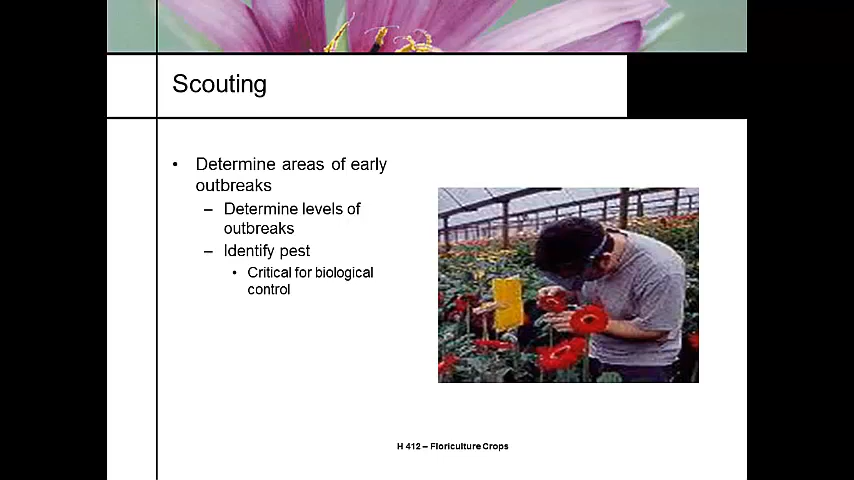 Scouting
• Determine areas of early
outbreaks
– Determine levels of
outbreaks
– Identify pest
• Critical for biological
control
H 412 – Floriculture Crops